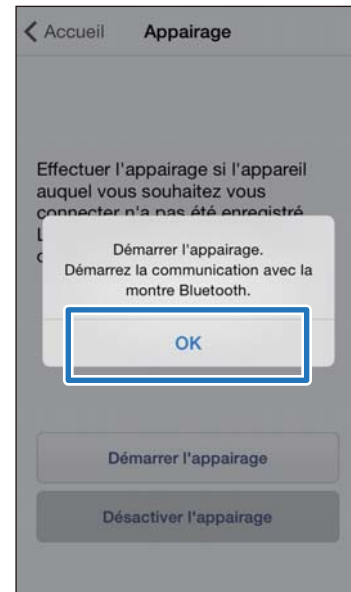 Accueil Appairage
Effectuer l'appairage si l'appareil
auquel vous souhaitez vous
connecter n'a pas été enregistré
Démarrer l'appairage.
Démarrez la communication avec la
montre Bluetooth.
OK
Démarrer l'appairage
Désactiver l'appairage